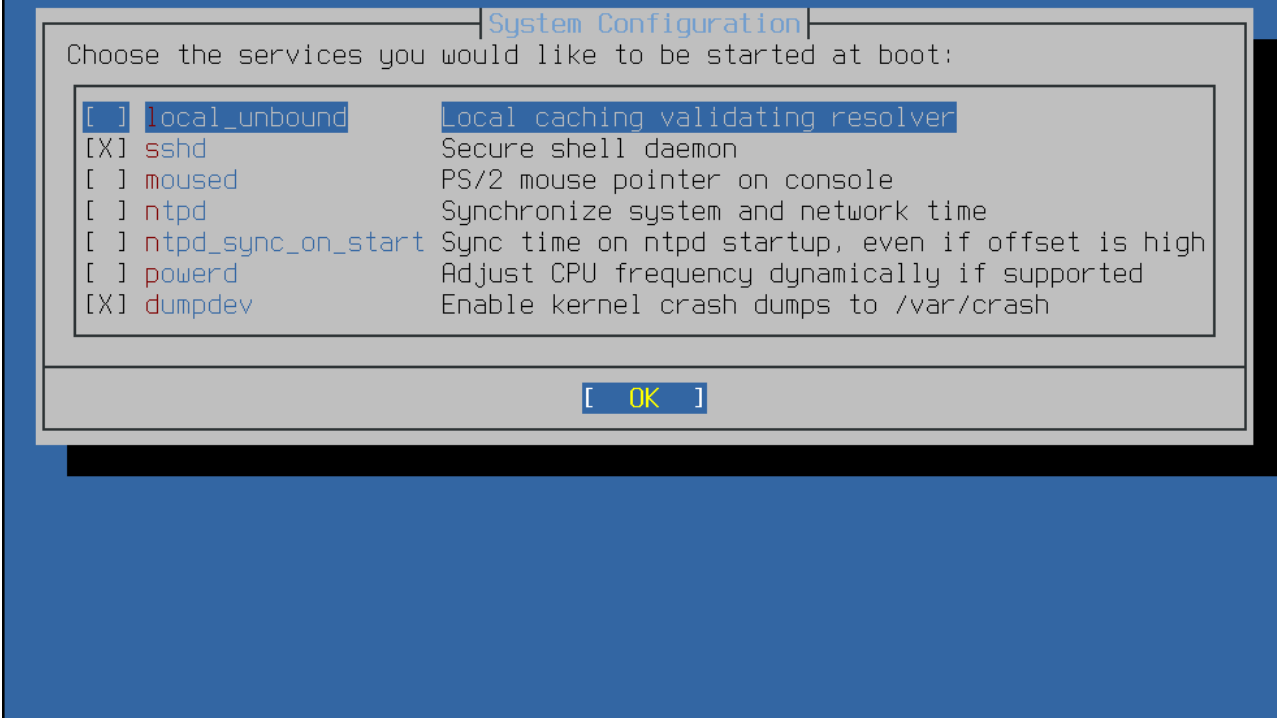 System Configuration
Choose the services you would like to be started at boot:
[ ] local_unbound Local caching validating resolver
[X] sshd Secure shell daemon
[ ] moused PS/2 mouse pointer on console
[ ] ntpd Synchronize system and network time
[ ] ntpd_sync_on_start Sync time on ntpd startup, even if offset is high
[ ] powerd Adjust CPU frequency dynamically if supported
[X] dumpdev Enable kernel crash dumps to /var/crash
[ OK ]